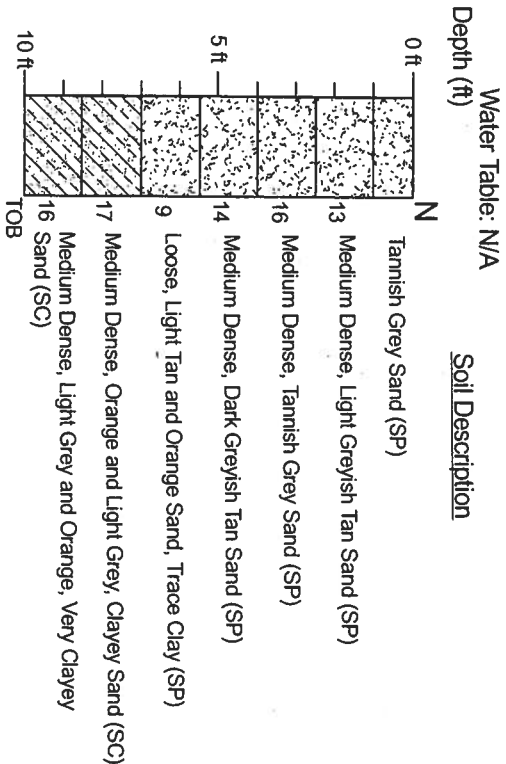 Water Table: N/A
Depth (ft)
Soil Description
0 ft
N
Tannish Grey Sand (SP)
13 Medium Dense, Light Greyish Tan Sand (SP)
16 Medium Dense, Tannish Grey Sand (SP)
5 ft
14 Medium Dense, Dark Greyish Tan Sand (SP)
9 Loose, Light Tan and Orange Sand, Trace Clay (SP)
17 Medium Dense, Orange and Light Grey, Clayey Sand (SC)
16 Medium Dense, Light Grey and Orange, Very Clayey
Sand (SC)
10 ft
TOB